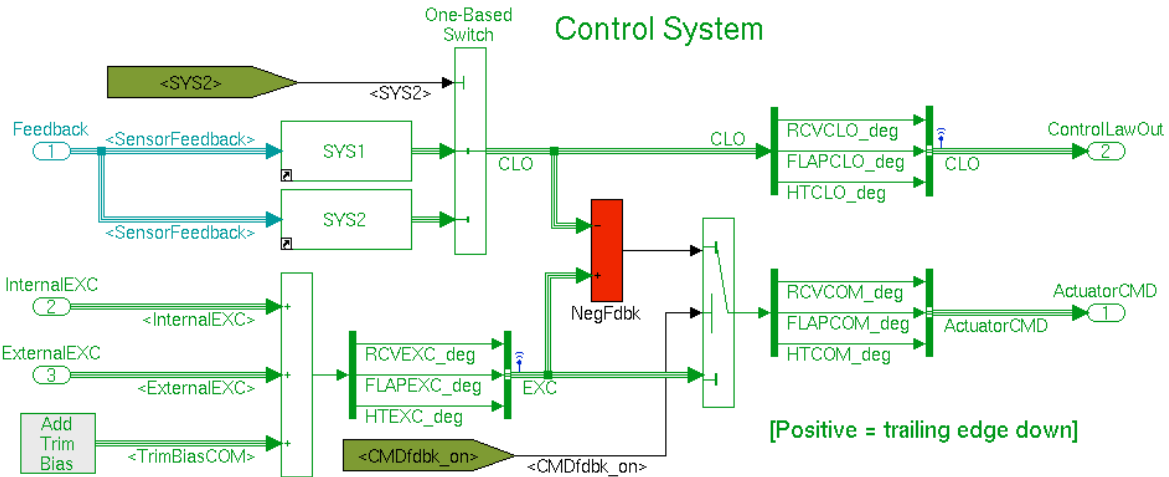 One-Based
Switch
Control System
<SYS2>
<SYS2>
Feedback
1
<SensorFeedback>
SYS1
CLO
CLO
RCVCLO_deg
FLAPCLO_deg
HTCLO_deg
CLO
ControlLawOut
2
SYS2
<SensorFeedback>
−
+
NegFdbk
InternalEXC
2
<InternalEXC>
+
ExternalEXC
3
<ExternalEXC>
+
Add
Trim
Bias
<TrimBiasCOM>
+
RCVEXC_deg
FLAPEXC_deg
HTEXC_deg
EXC
RCVCOM_deg
FLAPCOM_deg
HTCOM_deg
ActuatorCMD
ActuatorCMD
1
<CMDfdbk_on>
<CMDfdbk_on>
[Positive = trailing edge down]